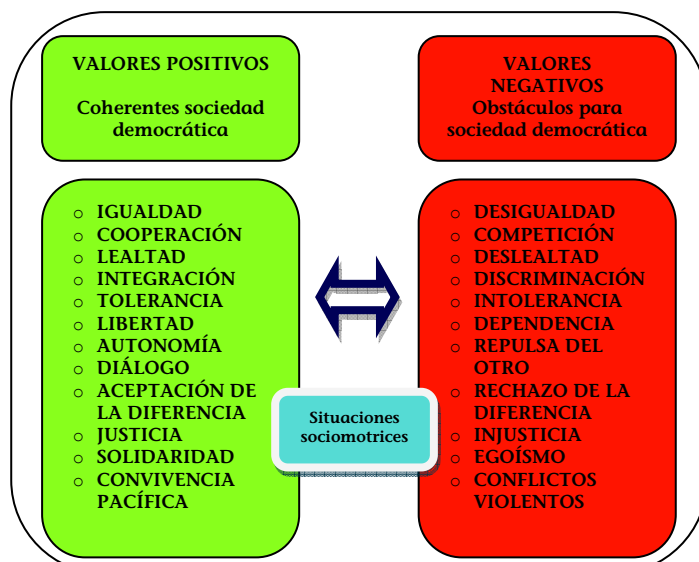 VALORES POSITIVOS
Coherentes sociedad
democrática
VALORES
NEGATIVOS
Obstáculos para
sociedad democrática
o IGUALDAD
o COOPERACIÓN
o LEALTAD
o INTEGRACIÓN
o TOLERANCIA
o LIBERTAD
o AUTONOMÍA
o DIÁLOGO
o ACEPTACIÓN DE
LA DIFERENCIA
o JUSTICIA
o SOLIDARIDAD
o CONVIVENCIA
PACÍFICA
Situaciones
sociomotrices
o DESIGUALDAD
o COMPETICIÓN
o DESLEALTAD
o DISCRIMINACIÓN
o INTOLERANCIA
o DEPENDENCIA
o REPULSA DEL
OTRO
o RECHAZO DE LA
DIFERENCIA
o INJUSTICIA
o EGOÍSMO
o CONFLICTOS
VIOLENTOS